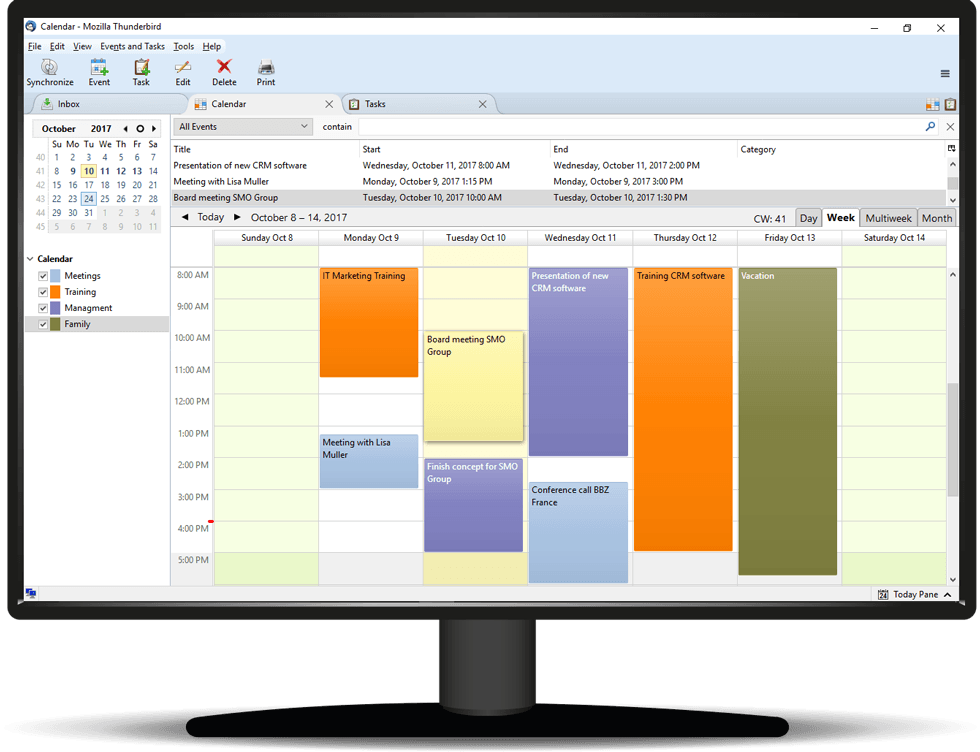 Calendar - Mozilla Thunderbird
File Edit View Events and Tasks Tools Help
Synchronize Event Task Edit Delete Print
Inbox Calendar Tasks
October 2017
Su Mo Tu We Th Fr Sa
40 1 2 3 4 5 6 7
41 8 9 10 11 12 13 14
42 15 16 17 18 19 20 21
43 22 23 24 25 26 27 28
44 29 30 31 1 2 3 4
45 5 6 7 8 9 10 11
Calendar
Meetings
Training
Managment
Family
All Events contain
Title Start End Category
Presentation of new CRM software Wednesday, October 11, 2017 8:00 AM Wednesday, October 11, 2017 2:00 PM
Meeting with Lisa Muller Monday, October 9, 2017 1:15 PM Monday, October 9, 2017 3:00 PM
Board meeting SMO Group Tuesday, October 10, 2017 10:00 AM Tuesday, October 10, 2017 1:30 PM
Today October 8 – 14, 2017 CW: 41 Day Week Multiweek Month
Sunday Oct 8 Monday Oct 9 Tuesday Oct 10 Wednesday Oct 11 Thursday Oct 12 Friday Oct 13 Saturday Oct 14
8:00 AM
9:00 AM
10:00 AM
11:00 AM
12:00 PM
1:00 PM
2:00 PM
3:00 PM
4:00 PM
5:00 PM
IT Marketing Training
Meeting with Lisa
Muller
Board meeting SMO
Group
Finish concept for SMO
Group
Presentation of new
CRM software
Conference call BBZ
France
Training CRM software
Vacation
24 Today Pane